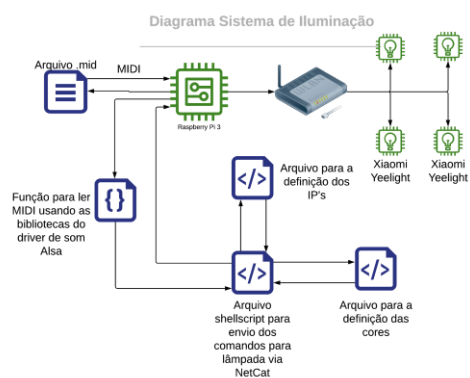 Diagrama Sistema de Iluminação
Arquivo .mid
MIDI
Raspberry Pi 3
Xiaomi
Yeelight
Xiaomi
Yeelight
Arquivo para a
definição dos
IP's
Função para ler
MIDI usando as
bibliotecas do
driver de som
Alsa
{}
</>
</>
</>
Arquivo
shellscript para
envio dos
comandos para
lâmpada via
NetCat
Arquivo para a
definição das
cores